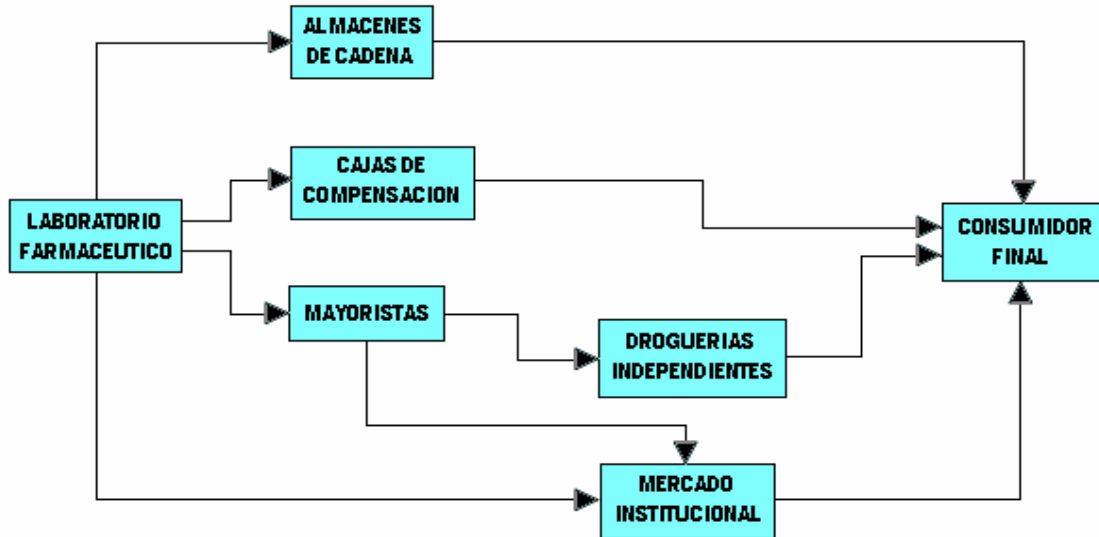 ALMACENES
DE CADENA
CAJAS DE
COMPENSACION
LABORATORIO
FARMACEUTICO
CONSUMIDOR
FINAL
MAYORISTAS
DROGUERIAS
INDEPENDIENTES
MERCADO
INSTITUCIONAL